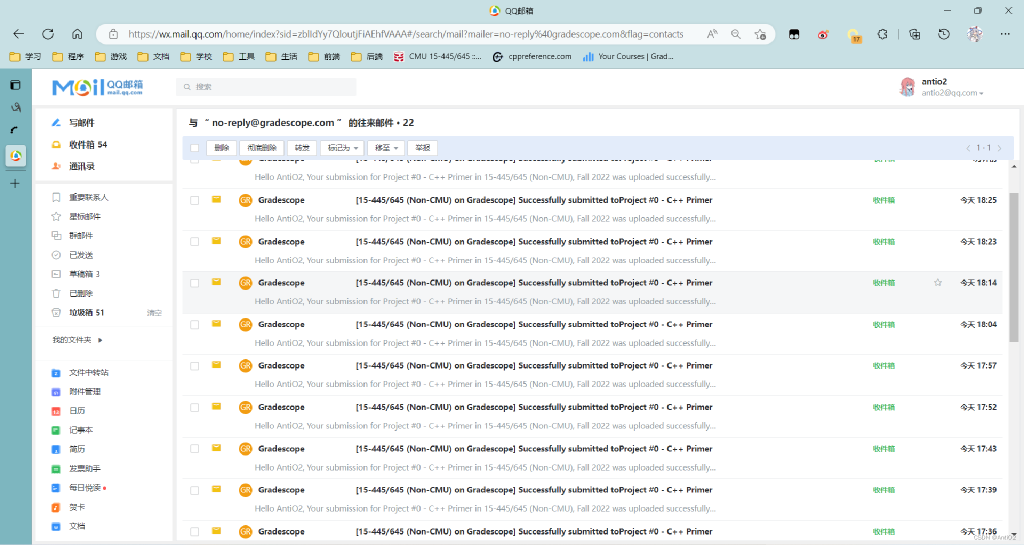 QQ邮箱
https://wx.mail.qq.com/home/index?sid=zblIdYy7QloutjFiAEhfVAAA#/search/mail?mailer=no-reply%40gradescope.com&flag=contacts
学习 程序 游戏 文档 学校 工具 生活 前端 后端 CMU 15-445/645 ::... cppreference.com Your Courses | Grad...
Mail QQ邮箱 mail.qq.com
搜索
antio2
antio2@qq.com
写邮件
收件箱 54
通讯录
重要联系人
星标邮件
群邮件
已发送
草稿箱 3
已删除
垃圾箱 51 清空
我的文件夹
文件中转站
附件管理
日历
记事本
简历
发票助手
每日悦读
贺卡
文档
与 “ no-reply@gradescope.com ” 的往来邮件 • 22
删除 彻底删除 转发 标记为 移至 举报 1 - 1
Hello AntiO2, Your submission for Project #0 - C++ Primer in 15-445/645 (Non-CMU), Fall 2022 was uploaded successfully...
Gradescope [15-445/645 (Non-CMU) on Gradescope] Successfully submitted toProject #0 - C++ Primer 收件箱 今天 18:25
Hello AntiO2, Your submission for Project #0 - C++ Primer in 15-445/645 (Non-CMU), Fall 2022 was uploaded successfully...
Gradescope [15-445/645 (Non-CMU) on Gradescope] Successfully submitted toProject #0 - C++ Primer 收件箱 今天 18:23
Hello AntiO2, Your submission for Project #0 - C++ Primer in 15-445/645 (Non-CMU), Fall 2022 was uploaded successfully...
Gradescope [15-445/645 (Non-CMU) on Gradescope] Successfully submitted toProject #0 - C++ Primer 收件箱 今天 18:14
Hello AntiO2, Your submission for Project #0 - C++ Primer in 15-445/645 (Non-CMU), Fall 2022 was uploaded successfully...
Gradescope [15-445/645 (Non-CMU) on Gradescope] Successfully submitted toProject #0 - C++ Primer 收件箱 今天 18:04
Hello AntiO2, Your submission for Project #0 - C++ Primer in 15-445/645 (Non-CMU), Fall 2022 was uploaded successfully...
Gradescope [15-445/645 (Non-CMU) on Gradescope] Successfully submitted toProject #0 - C++ Primer 收件箱 今天 17:57
Hello AntiO2, Your submission for Project #0 - C++ Primer in 15-445/645 (Non-CMU), Fall 2022 was uploaded successfully...
Gradescope [15-445/645 (Non-CMU) on Gradescope] Successfully submitted toProject #0 - C++ Primer 收件箱 今天 17:52
Hello AntiO2, Your submission for Project #0 - C++ Primer in 15-445/645 (Non-CMU), Fall 2022 was uploaded successfully...
Gradescope [15-445/645 (Non-CMU) on Gradescope] Successfully submitted toProject #0 - C++ Primer 收件箱 今天 17:43
Hello AntiO2, Your submission for Project #0 - C++ Primer in 15-445/645 (Non-CMU), Fall 2022 was uploaded successfully...
Gradescope [15-445/645 (Non-CMU) on Gradescope] Successfully submitted toProject #0 - C++ Primer 收件箱 今天 17:39
Hello AntiO2, Your submission for Project #0 - C++ Primer in 15-445/645 (Non-CMU), Fall 2022 was uploaded successfully...
Gradescope [15-445/645 (Non-CMU) on Gradescope] Successfully submitted toProject #0 - C++ Primer 收件箱 今天 17:36
CSDN @AntiO2